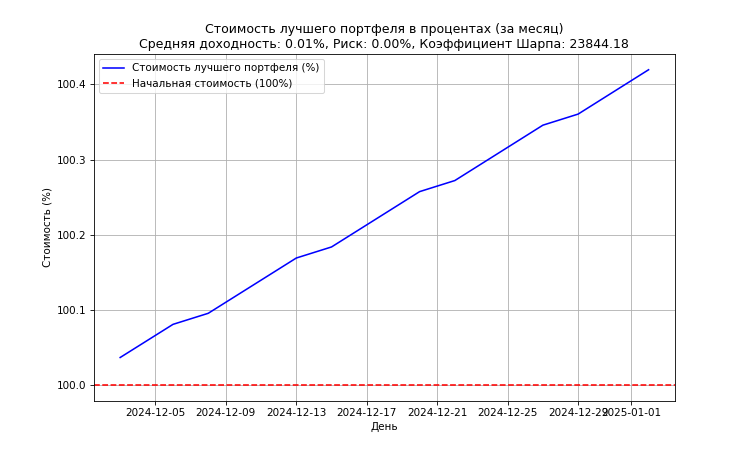 Стоимость лучшего портфеля в процентах (за месяц)
Средняя доходность: 0.01%, Риск: 0.00%, Коэффициент Шарпа: 23844.18
Стоимость лучшего портфеля (%)
Начальная стоимость (100%)
Стоимость (%)
100.4
100.3
100.2
100.1
100.0
2024-12-05 2024-12-09 2024-12-13 2024-12-17 2024-12-21 2024-12-25 2024-12-29 2025-01-01
День